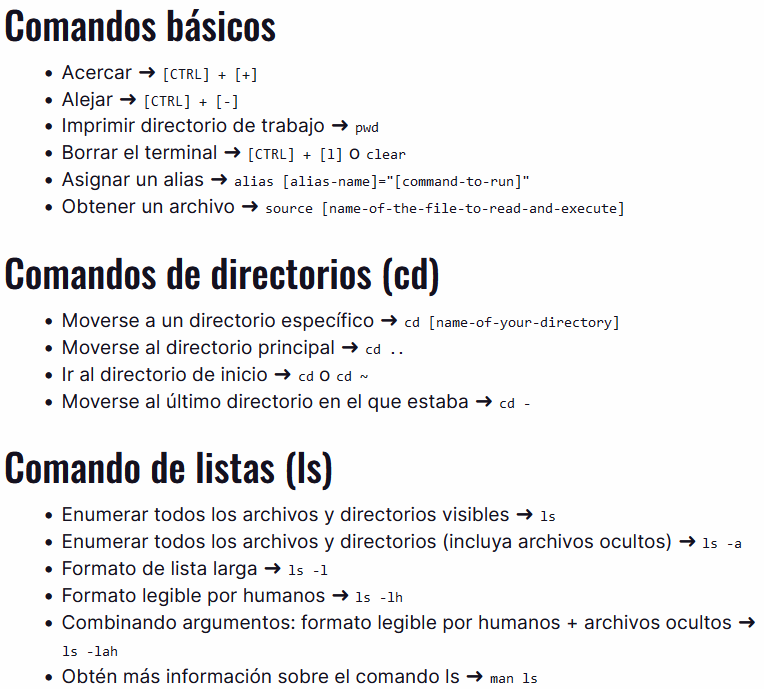 Comandos básicos
• Acercar ➜ [CTRL] + [+]
• Alejar ➜ [CTRL] + [-]
• Imprimir directorio de trabajo ➜ pwd
• Borrar el terminal ➜ [CTRL] + [l] o clear
• Asignar un alias ➜ alias [alias-name]="[command-to-run]"
• Obtener un archivo ➜ source [name-of-the-file-to-read-and-execute]
Comandos de directorios (cd)
• Moverse a un directorio específico ➜ cd [name-of-your-directory]
• Moverse al directorio principal ➜ cd ..
• Ir al directorio de inicio ➜ cd o cd ~
• Moverse al último directorio en el que estaba ➜ cd -
Comando de listas (ls)
• Enumerar todos los archivos y directorios visibles ➜ ls
• Enumerar todos los archivos y directorios (incluya archivos ocultos) ➜ ls -a
• Formato de lista larga ➜ ls -l
• Formato legible por humanos ➜ ls -lh
• Combinando argumentos: formato legible por humanos + archivos ocultos ➜
ls -lah
• Obtén más información sobre el comando ls ➜ man ls